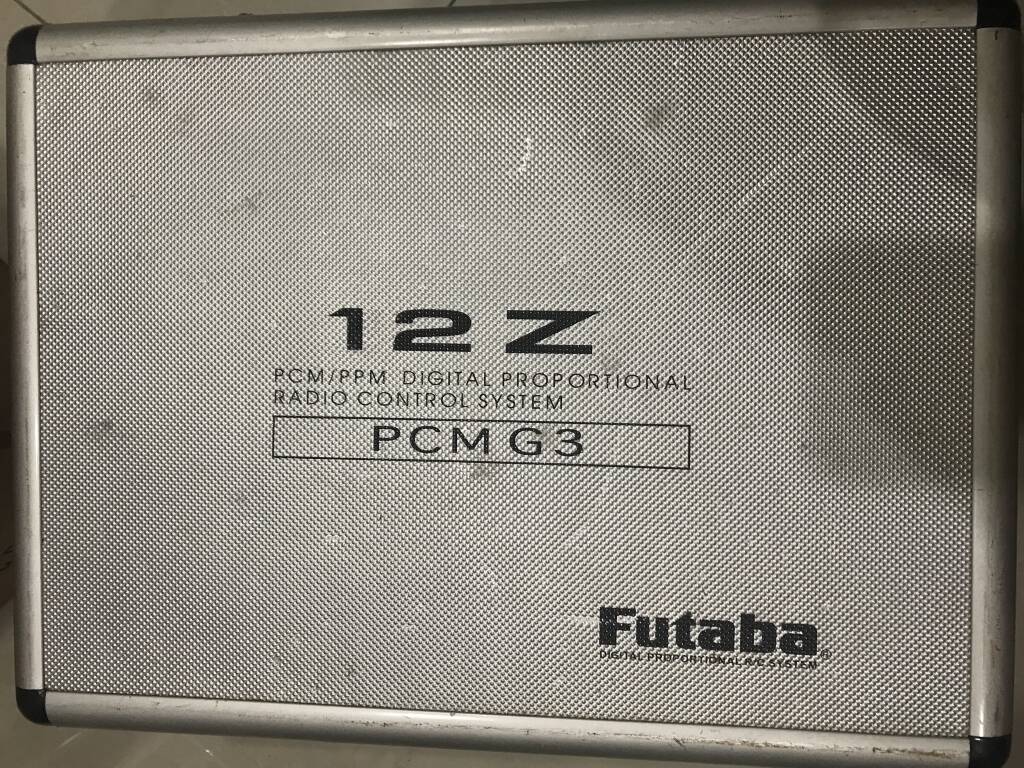 12Z
PCM/PPM DIGITAL PROPORTIONAL
RADIO CONTROL SYSTEM
PCM G3
Futaba®
DIGITAL PROPORTIONAL R/C SYSTEM